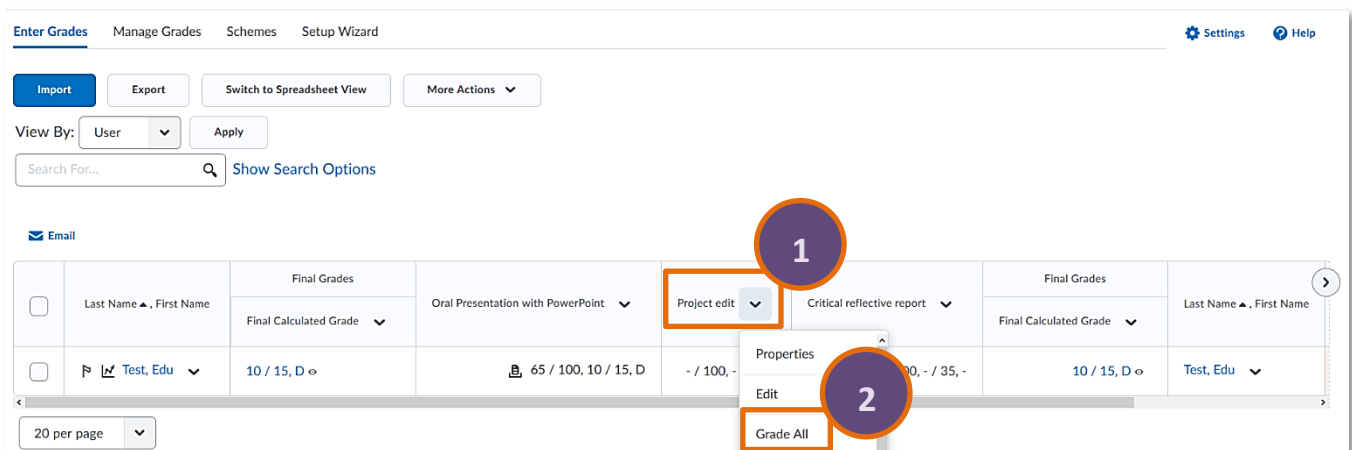 Enter Grades Manage Grades Schemes Setup Wizard Settings Help
Import Export Switch to Spreadsheet View More Actions
View By: User Apply
Search For... Show Search Options
Email
1
Final Grades Final Grades
Last Name , First Name Oral Presentation with PowerPoint Project edit Critical reflective report Last Name , First Name
Final Calculated Grade Final Calculated Grade
Properties
Test, Edu 10 / 15, D 65 / 100, 10 / 15, D - / 100, - 00, - / 35, - 10 / 15, D Test, Edu
Edit
2
20 per page Grade All